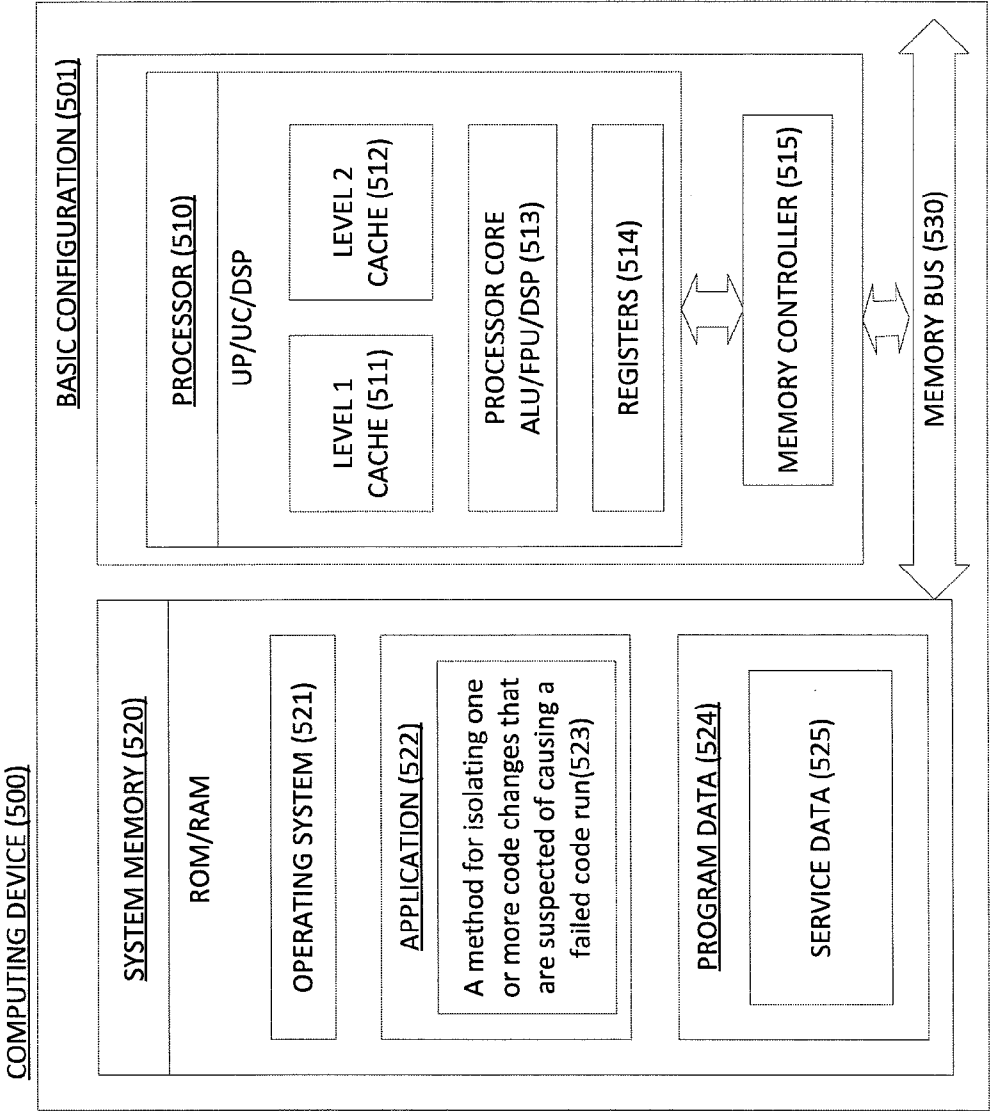 COMPUTING DEVICE (500)
SYSTEM MEMORY (520)
ROM/RAM
OPERATING SYSTEM (521)
APPLICATION (522)
A method for isolating one
or more code changes that
are suspected of causing a
failed code run(523)
PROGRAM DATA (524)
SERVICE DATA (525)
BASIC CONFIGURATION (501)
PROCESSOR (510)
UP/UC/DSP
LEVEL 1
CACHE (511)
LEVEL 2
CACHE (512)
PROCESSOR CORE
ALU/FPU/DSP (513)
REGISTERS (514)
MEMORY CONTROLLER (515)
MEMORY BUS (530)